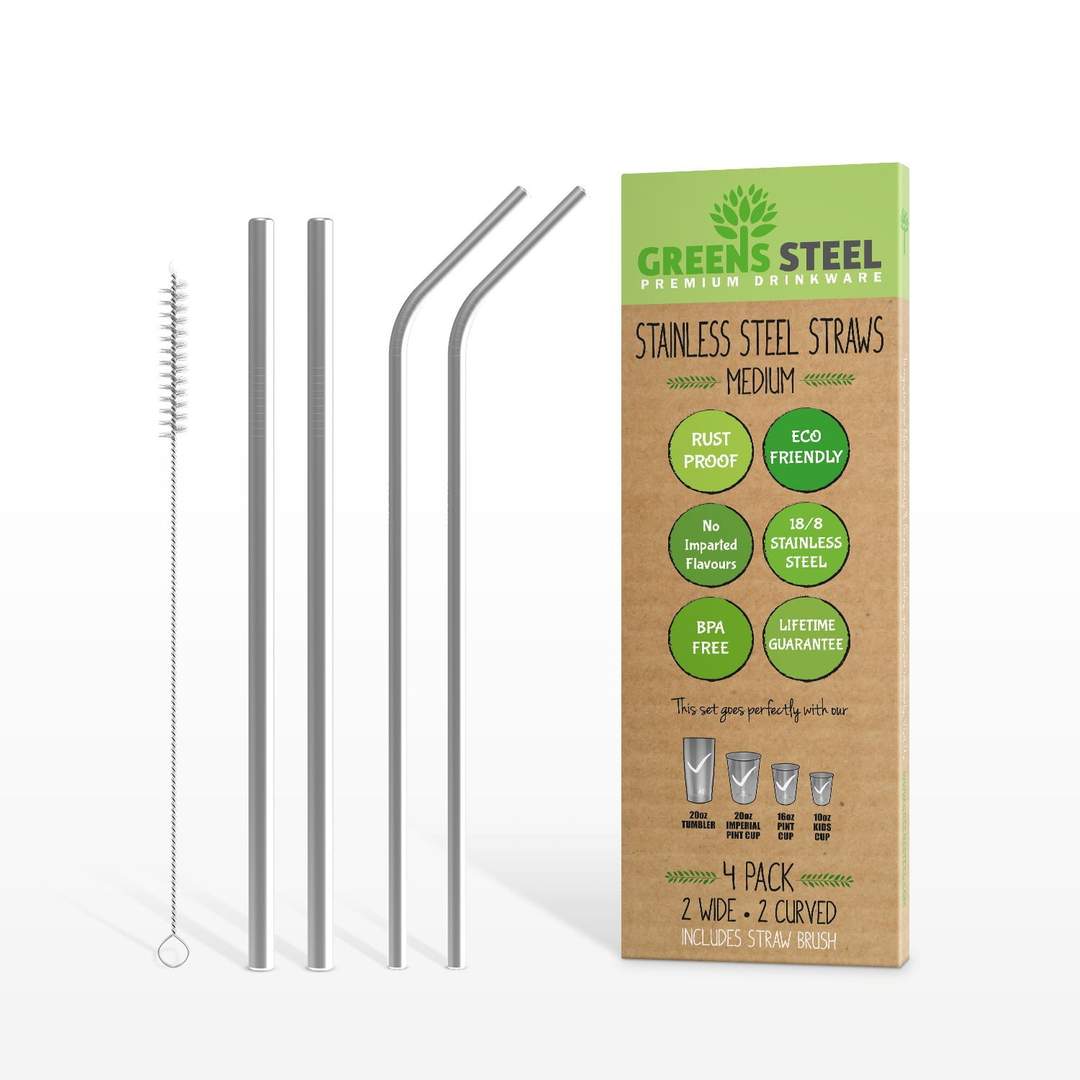 GREENS STEEL
PREMIUM DRINKWARE
STAINLESS STEEL STRAWS
MEDIUM
RUST
PROOF
ECO
FRIENDLY
No
Imparted
Flavours
18/8
STAINLESS
STEEL
BPA
FREE
LIFETIME
GUARANTEE
This set goes perfectly with our
20oz
TUMBLER
20oz
IMPERIAL
PINT CUP
16oz
PINT
CUP
10oz
KIDS
CUP
4 PACK
2 WIDE • 2 CURVED
INCLUDES STRAW BRUSH